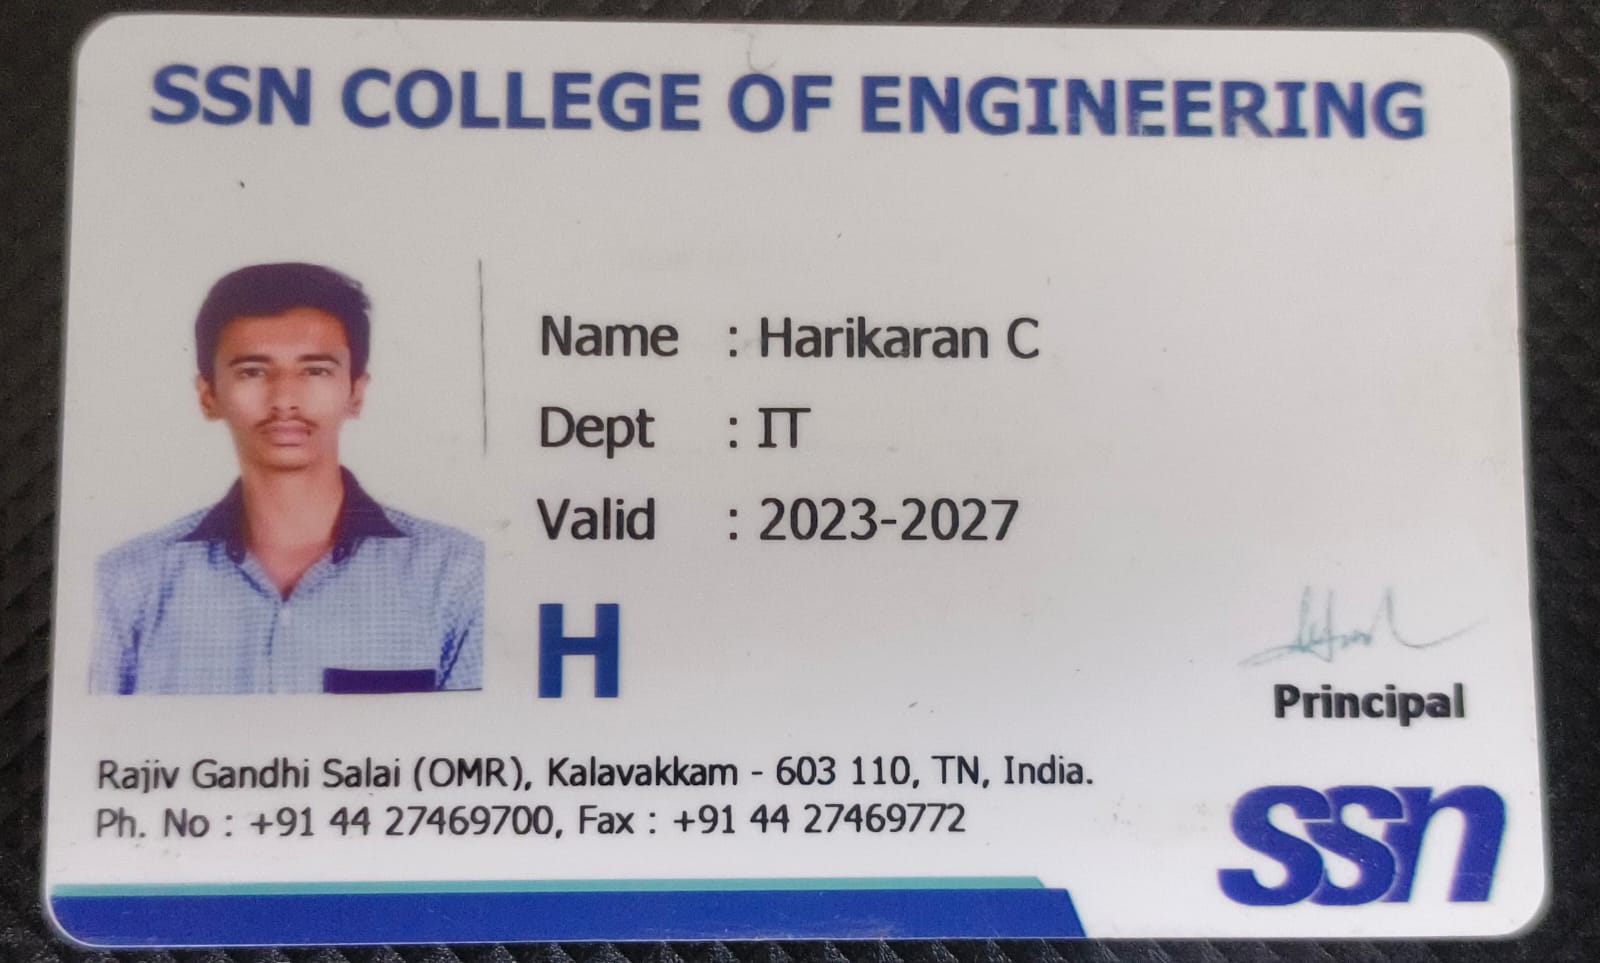 SSN COLLEGE OF ENGINEERING
Name : Harikaran C
Dept : IT
Valid : 2023-2027
H
Principal
Rajiv Gandhi Salai (OMR), Kalavakkam - 603 110, TN, India.
Ph. No : +91 44 27469700, Fax : +91 44 27469772
ssn